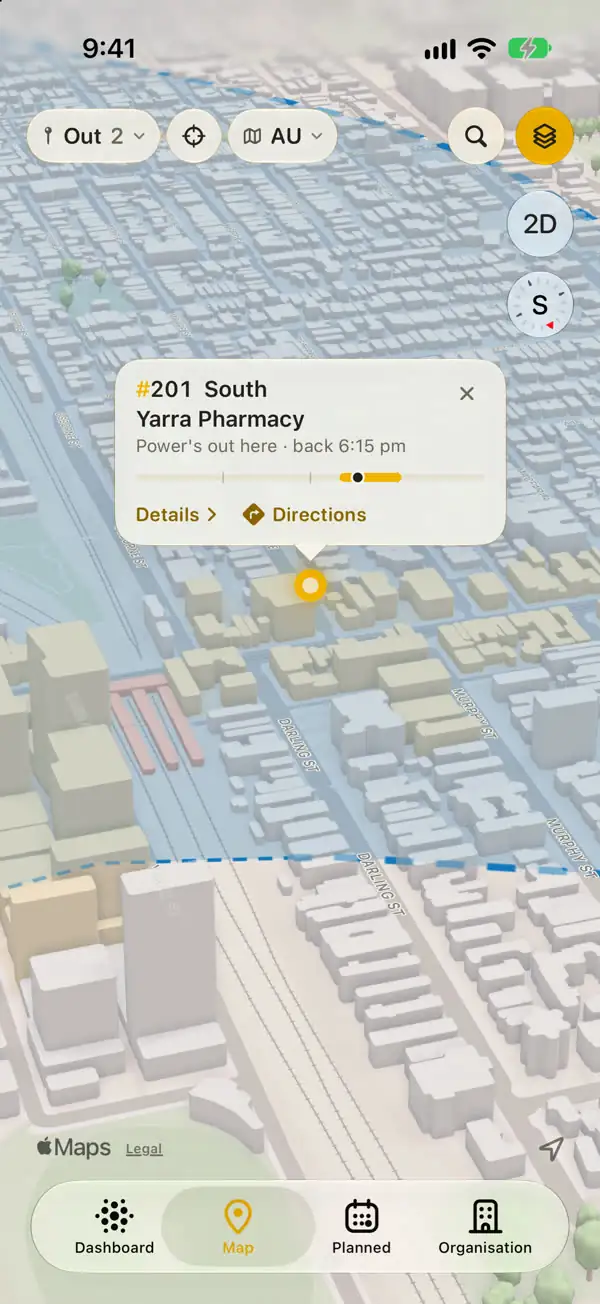 9:41
Out 2
AU
2D
S
#201 South
Yarra Pharmacy
Power's out here · back 6:15 pm
Details
Directions
DARLING ST
MURPHY ST
MURPHY ST
DARLING ST
Maps
Legal
Dashboard
Map
Planned
Organisation